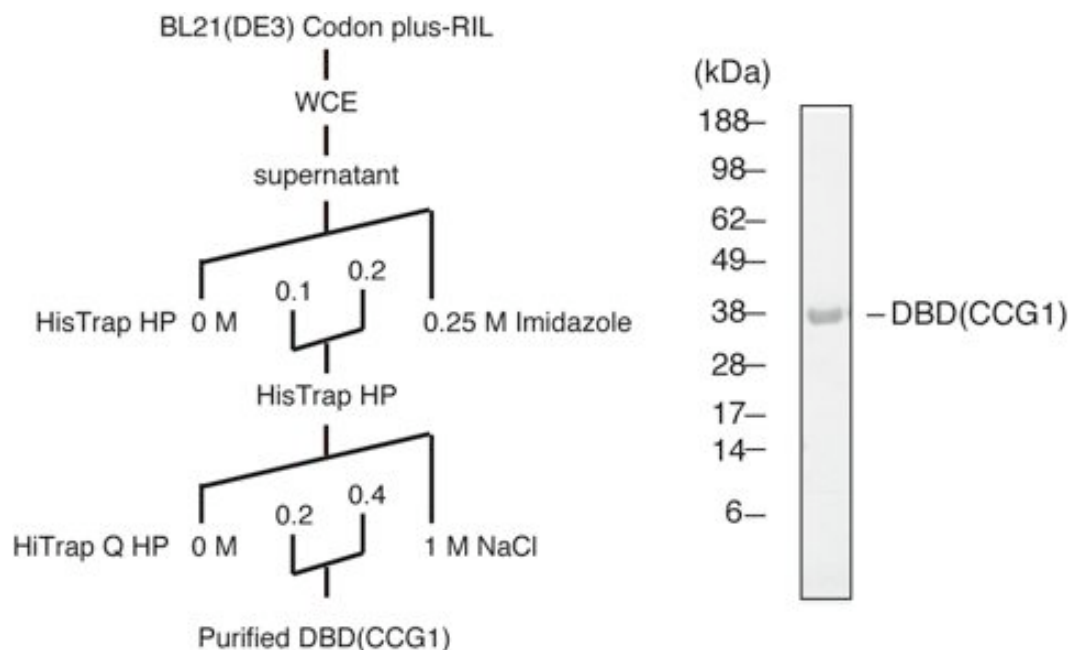 BL21(DE3) Codon plus-RIL
WCE
supernatant
0.1
0.2
HisTrap HP 0 M
0.25 M Imidazole
HisTrap HP
0.2
0.4
HiTrap Q HP 0 M
1 M NaCl
Purified DBD(CCG1)
(kDa)
188
98
62
49
38
DBD(CCG1)
28
17
14
6